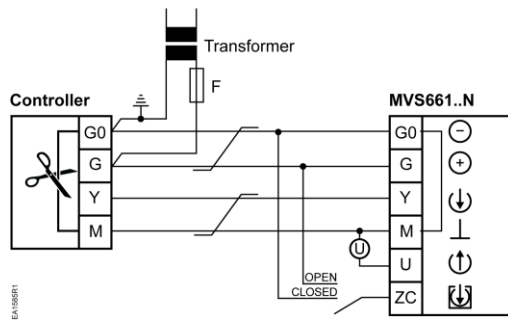 Transformer
F
Controller
MVS661..N
G0
G0
G
G
Y
Y
M
M
U
U
OPEN
CLOSED
ZC
EA1585R1